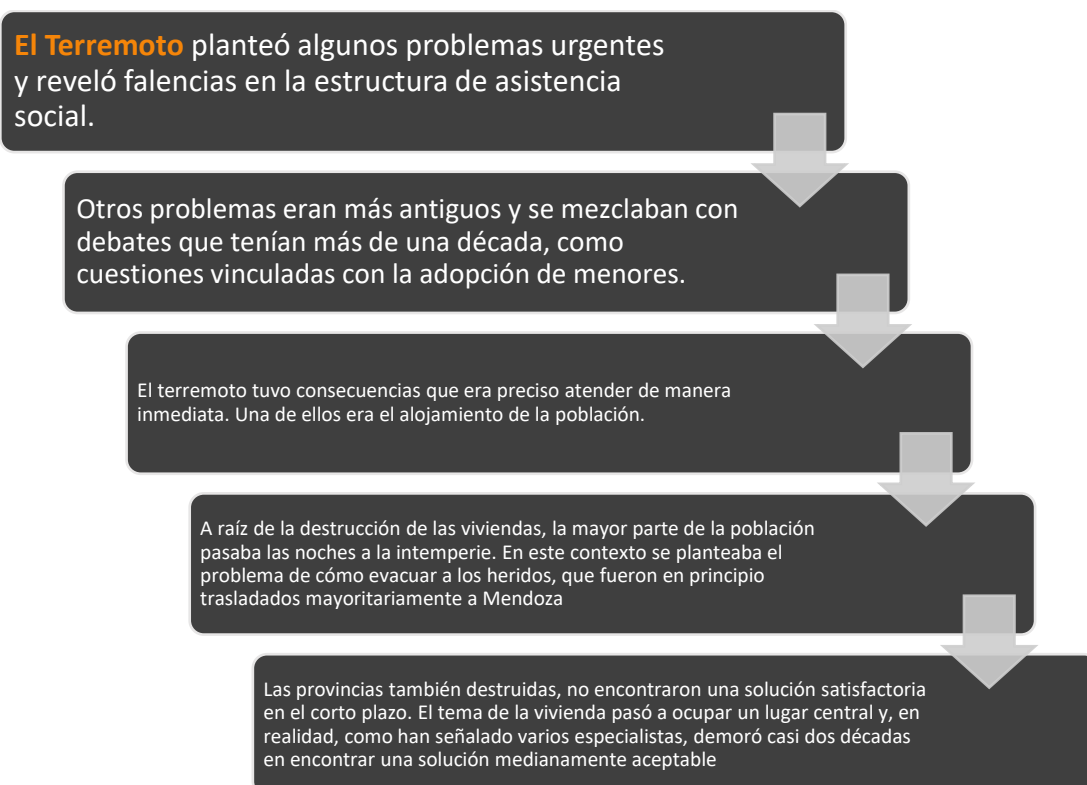 El Terremoto planteó algunos problemas urgentes
y reveló falencias en la estructura de asistencia
social.
Otros problemas eran más antiguos y se mezclaban con
debates que tenían más de una década, como
cuestiones vinculadas con la adopción de menores.
El terremoto tuvo consecuencias que era preciso atender de manera
inmediata. Una de ellos era el alojamiento de la población.
A raíz de la destrucción de las viviendas, la mayor parte de la población
pasaba las noches a la intemperie. En este contexto se planteaba el
problema de cómo evacuar a los heridos, que fueron en principio
trasladados mayoritariamente a Mendoza
Las provincias también destruidas, no encontraron una solución satisfactoria
en el corto plazo. El tema de la vivienda pasó a ocupar un lugar central y, en
realidad, como han señalado varios especialistas, demoró casi dos décadas
en encontrar una solución medianamente aceptable